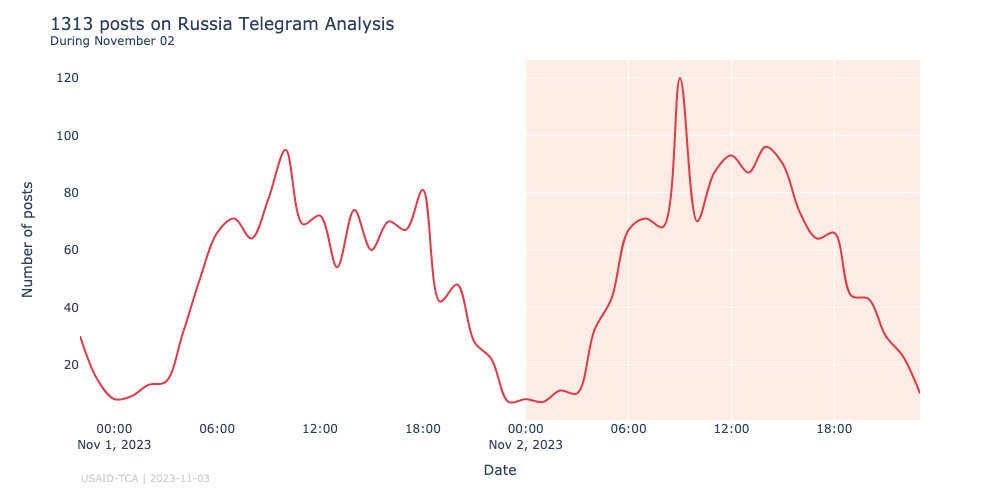 1313 posts on Russia Telegram Analysis
During November 02
Number of posts
120
100
80
60
40
20
00:00 06:00 12:00 18:00 00:00 06:00 12:00 18:00
Nov 1, 2023 Nov 2, 2023
Date
USAID-TCA | 2023-11-03